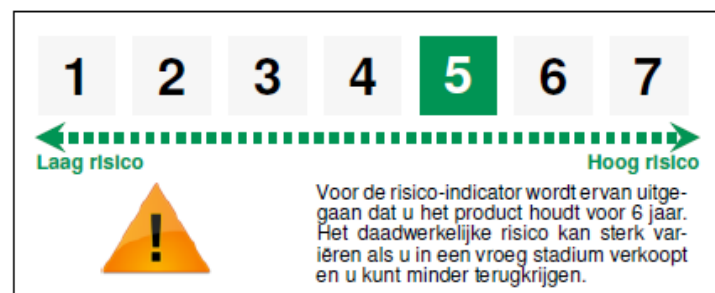 1 2 3 4 5 6 7
Laag risico Hoog risico
!
Voor de risico-indicator wordt ervan uitge-
gaan dat u het product houdt voor 6 jaar.
Het daadwerkelijke risico kan sterk var-
iëren als u in een vroeg stadium verkoopt
en u kunt minder terugkrijgen.